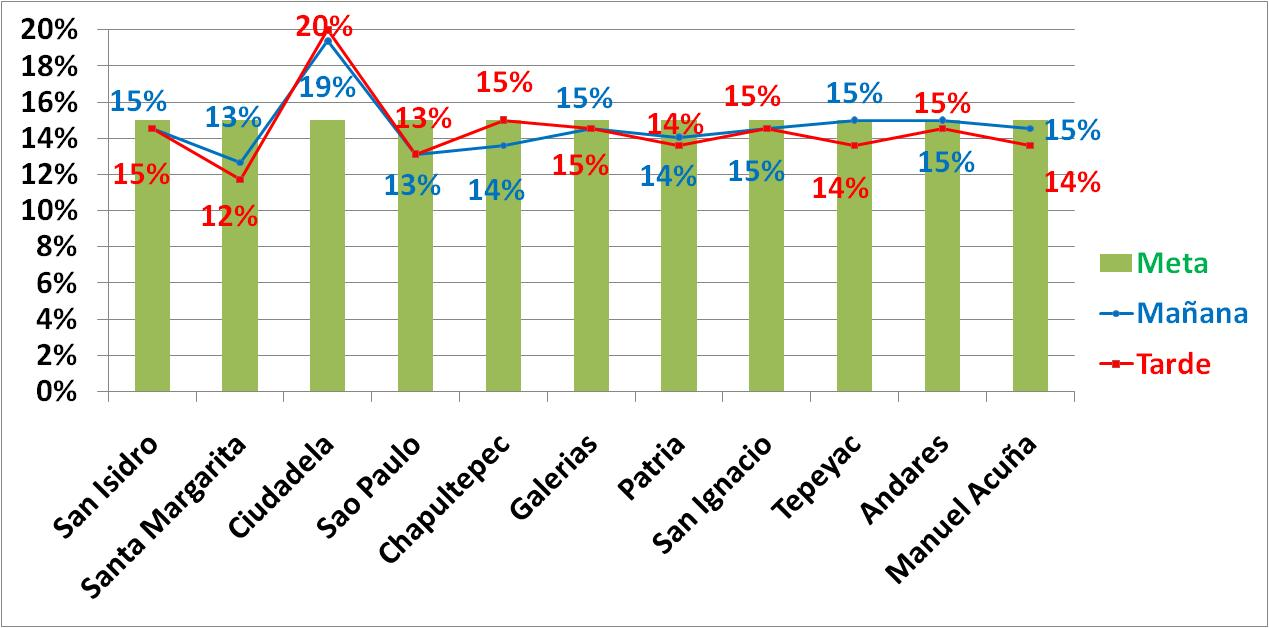 20%
18%
16%
14%
12%
10%
8%
6%
4%
2%
0%
15% 13% 19% 13% 14% 15% 14% 15% 15% 15% 15%
15% 12% 20% 13% 15% 15% 14% 15% 14% 15% 14%
San Isidro
Santa Margarita
Ciudadela
Sao Paulo
Chapultepec
Galerias
Patria
San Ignacio
Tepeyac
Andares
Manuel Acuña
Meta
Mañana
Tarde